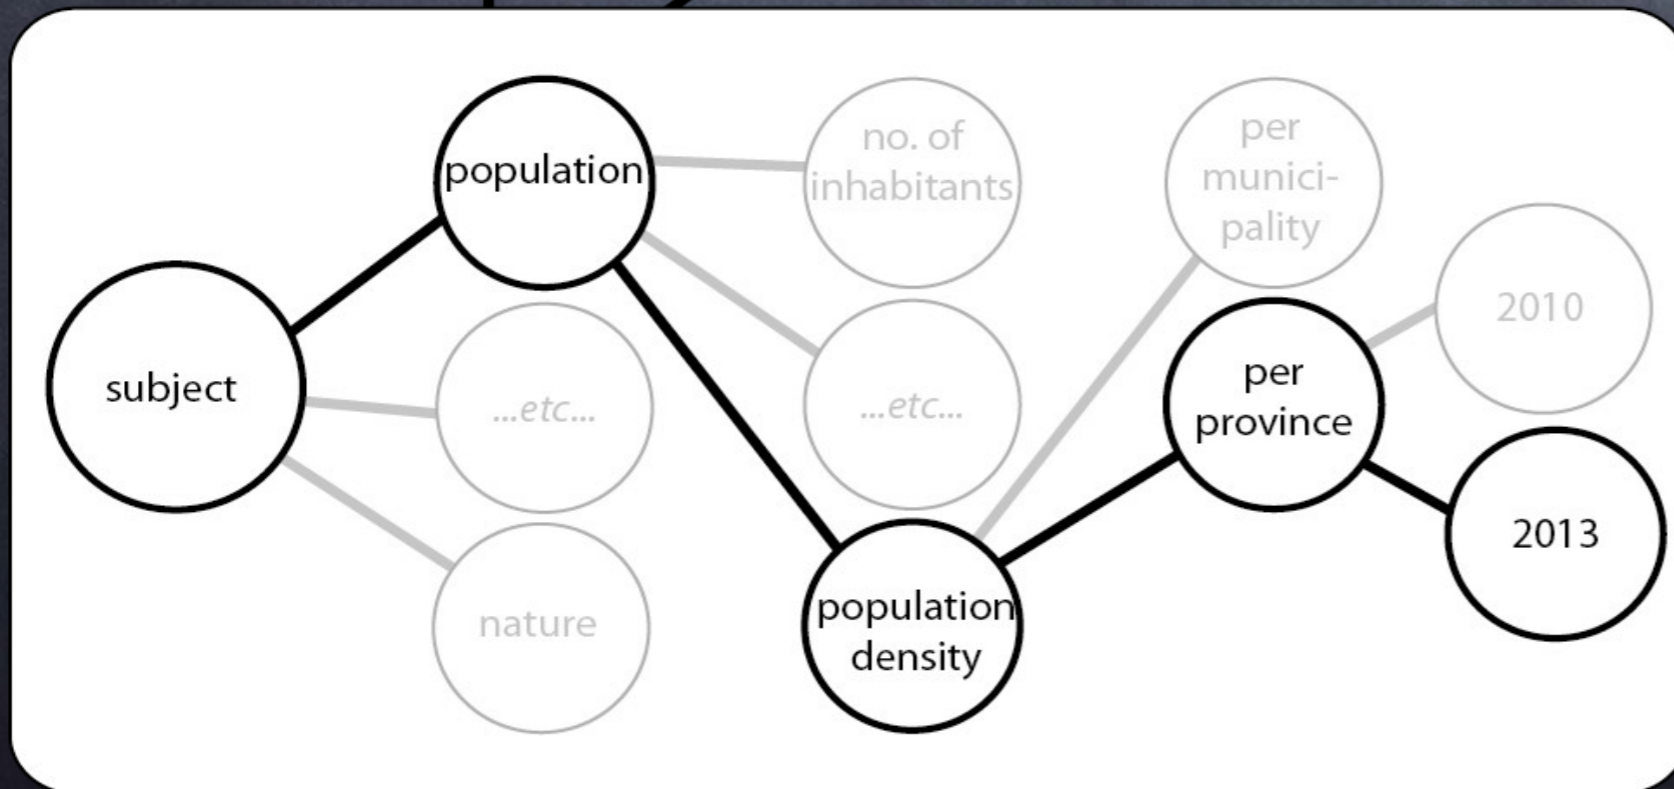 subject
population
...etc...
nature
no. of
inhabitants
...etc...
population
density
per
munici-
pality
per
province
2010
2013